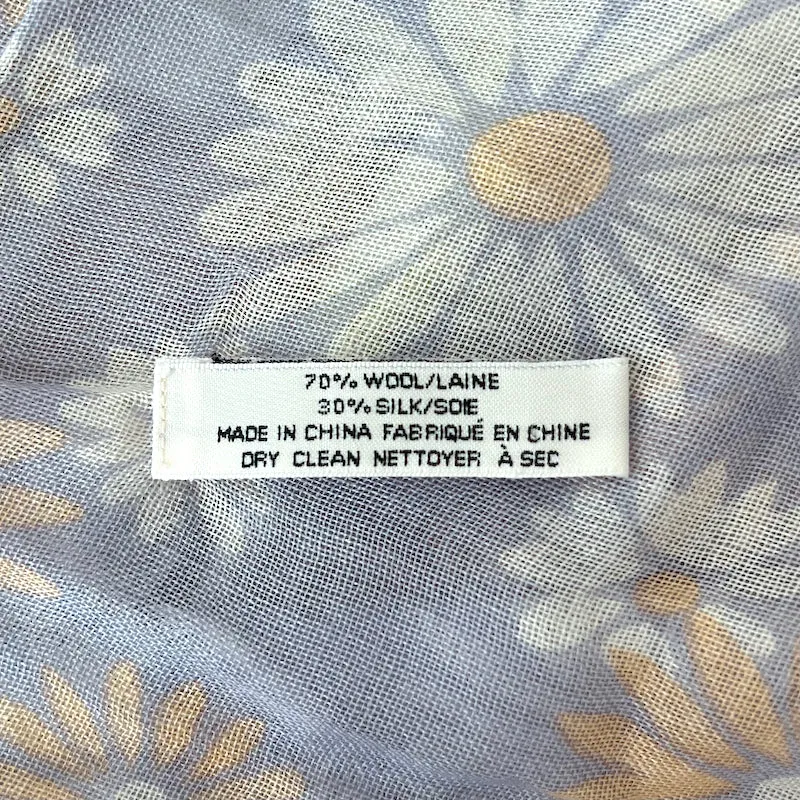 70% WOOL/LAINE
30% SILK/SOIE
MADE IN CHINA FABRIQUÉ EN CHINE
DRY CLEAN NETTOYER À SEC